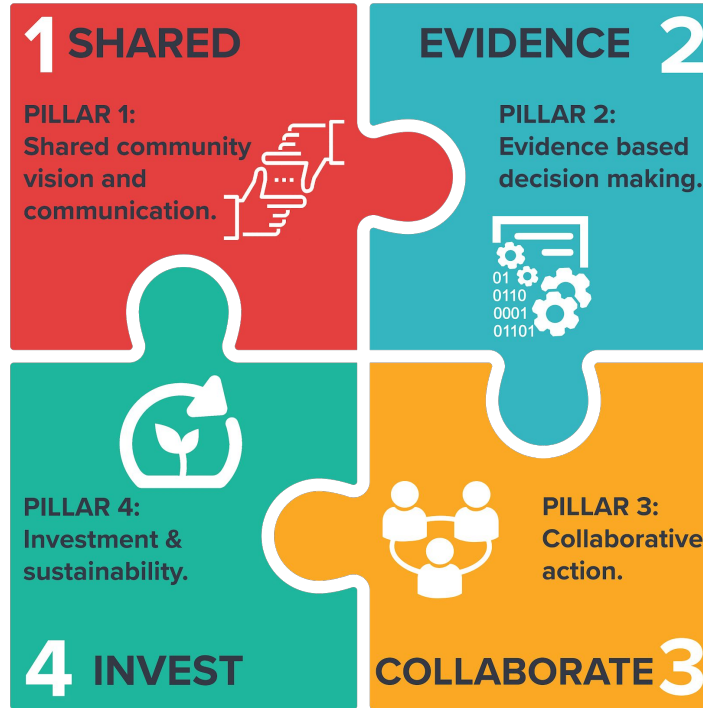 1 SHARED
PILLAR 1:
Shared community
vision and
communication.
EVIDENCE 2
PILLAR 2:
Evidence based
decision making.
01
0110
0001
01101
PILLAR 4:
Investment &
sustainability.
4 INVEST
PILLAR 3:
Collaborative
action.
COLLABORATE 3